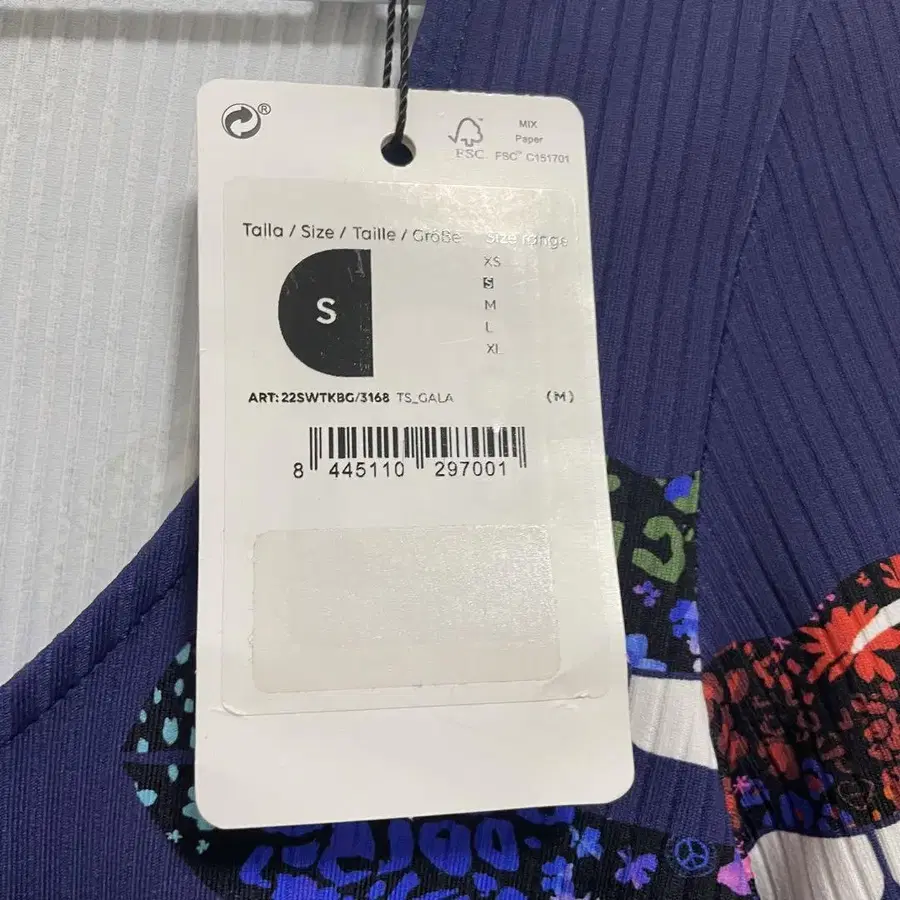 ®
MIX
Paper
FSC FSC™ C151701
Talla / Size / Taille / Größe Size range
XS
S
M
L
XL
S
ART: 22SWTKBG/3168 TS_GALA (M)
8 445110 297001